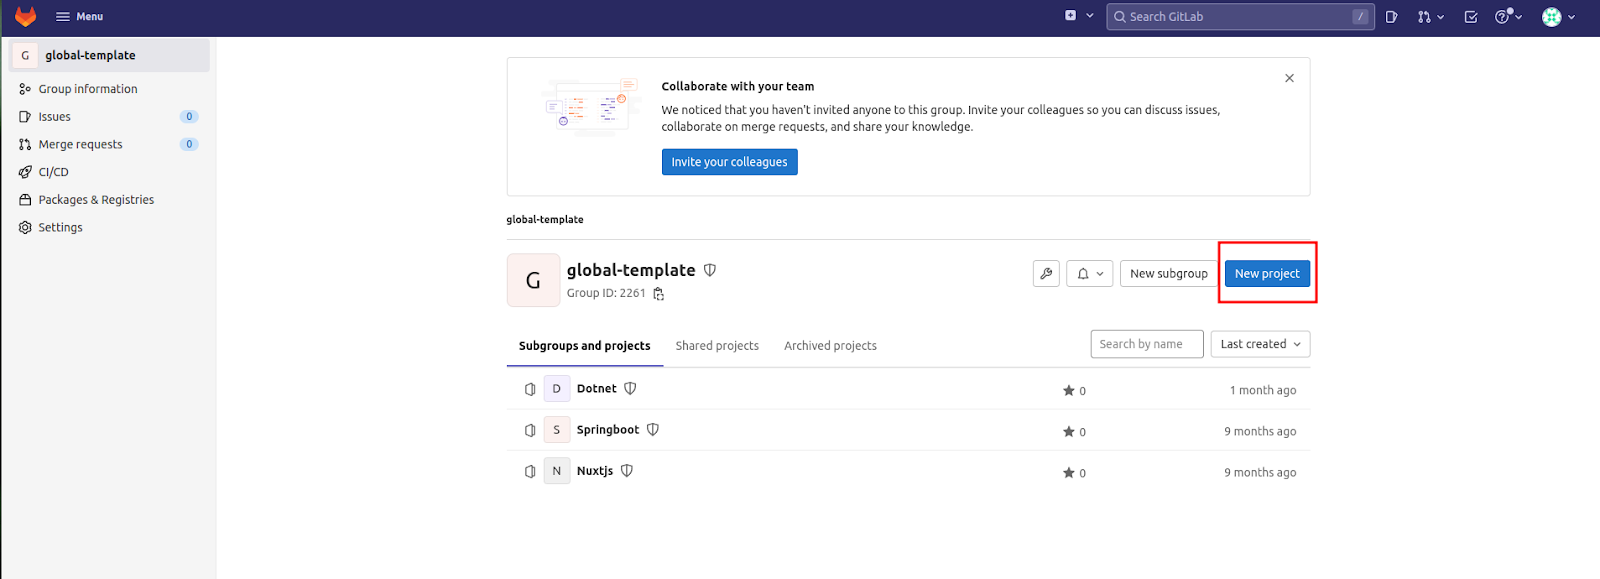 Menu
Search GitLab /
G global-template
Group information
Issues 0
Merge requests 0
CI/CD
Packages & Registries
Settings
Collaborate with your team
We noticed that you haven't invited anyone to this group. Invite your colleagues so you can discuss issues,
collaborate on merge requests, and share your knowledge.
Invite your colleagues
global-template
G
global-template
Group ID: 2261
New subgroup
New project
Subgroups and projects Shared projects Archived projects
Search by name
Last created
D Dotnet 0 1 month ago
S Springboot 0 9 months ago
N Nuxtjs 0 9 months ago